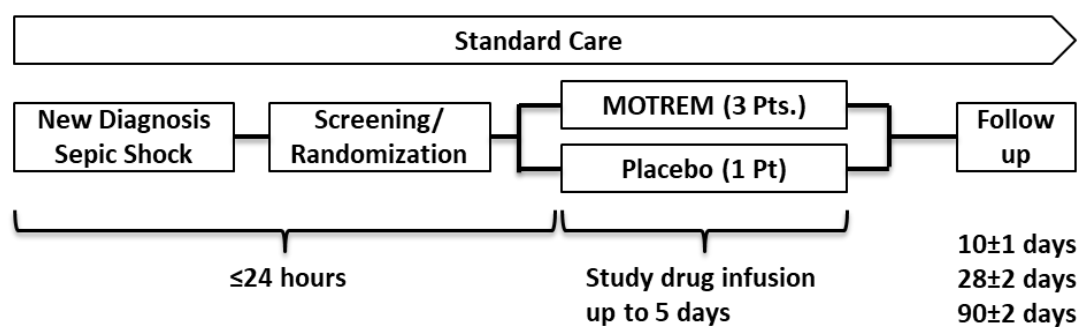 Standard Care
New Diagnosis
Sepic Shock
Screening/
Randomization
MOTREM (3 Pts.)
Placebo (1 Pt)
Follow
up
≤24 hours
Study drug infusion
up to 5 days
10±1 days
28±2 days
90±2 days